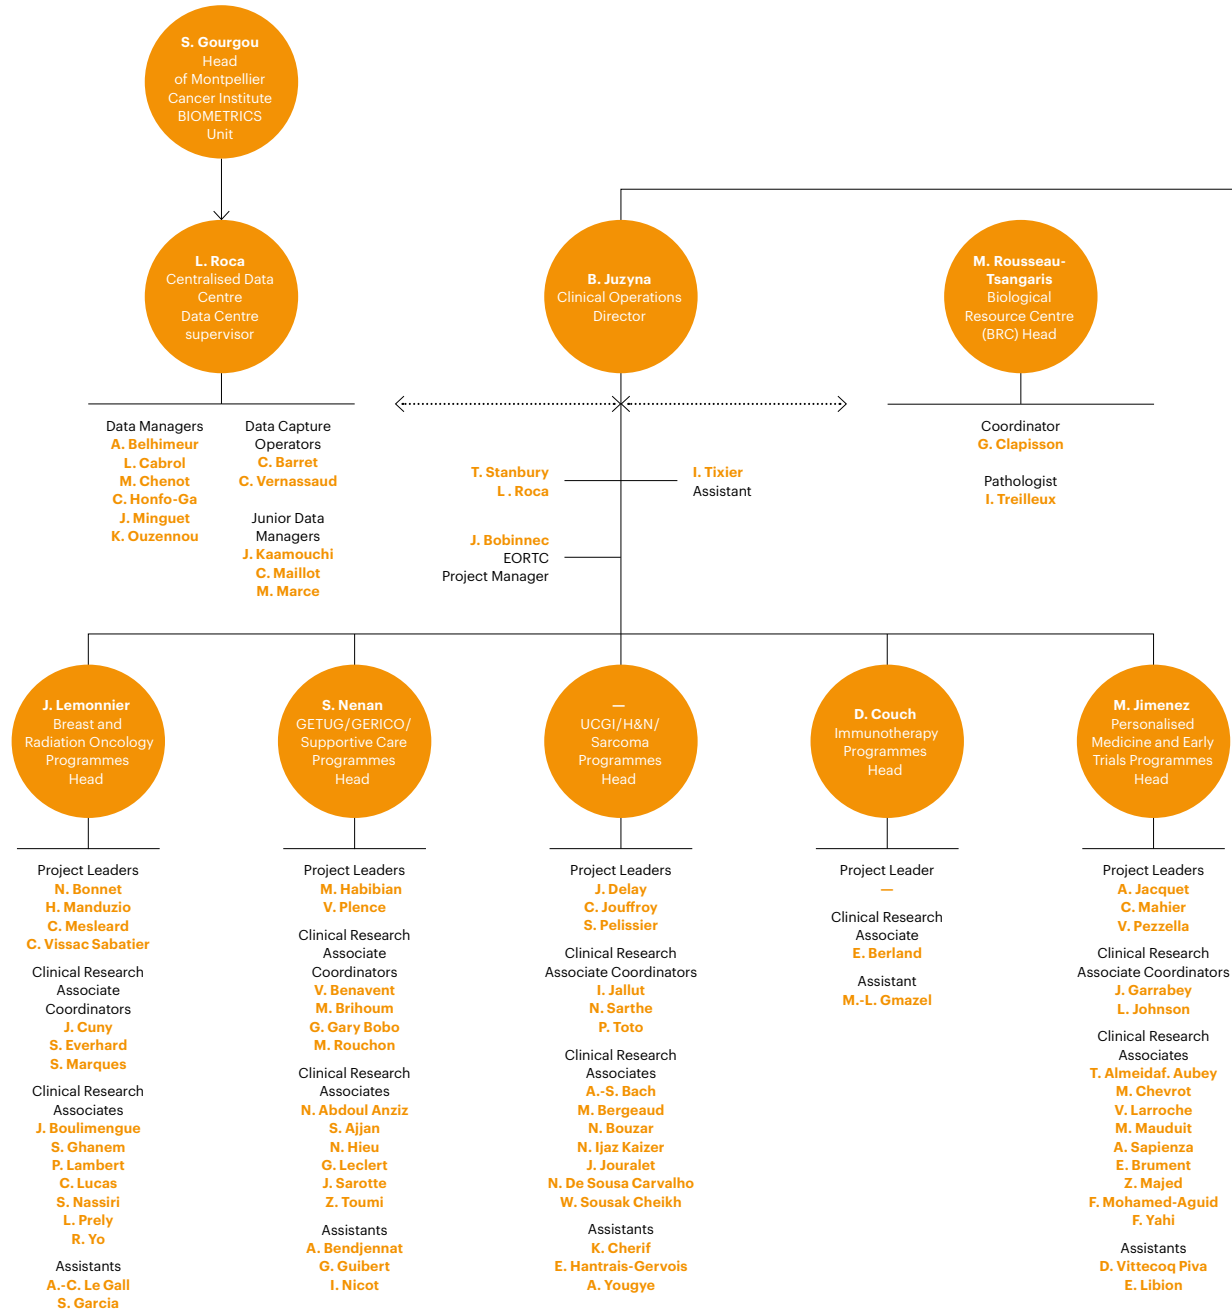 S. Gourgou
Head
of Montpellier
Cancer Institute
BIOMETRICS
Unit
L. Roca
Centralised Data
Centre
Data Centre
supervisor
B. Juzyna
Clinical Operations
Director
M. Rousseau-
Tsangaris
Biological
Resource Centre
(BRC) Head
Data Managers
A. Belhimeur
L. Cabrol
M. Chenot
C. Honfo-Ga
J. Minguet
K. Ouzennou
Data Capture
Operators
C. Barret
C. Vernassaud
Junior Data
Managers
J. Kaamouchi
C. Maillot
M. Marce
T. Stanbury
L . Roca
I. Tixier
Assistant
J. Bobinnec
EORTC
Project Manager
Coordinator
G. Clapisson
Pathologist
I. Treilleux
J. Lemonnier
Breast and
Radiation Oncology
Programmes
Head
S. Nenan
GETUG/GERICO/
Supportive Care
Programmes
Head
—
UCGI/H&N/
Sarcoma
Programmes
Head
D. Couch
Immunotherapy
Programmes
Head
M. Jimenez
Personalised
Medicine and Early
Trials Programmes
Head
Project Leaders
N. Bonnet
H. Manduzio
C. Mesleard
C. Vissac Sabatier
Clinical Research
Associate
Coordinators
J. Cuny
S. Everhard
S. Marques
Clinical Research
Associates
J. Boulimengue
S. Ghanem
P. Lambert
C. Lucas
S. Nassiri
L. Prely
R. Yo
Assistants
A.-C. Le Gall
S. Garcia
Project Leaders
M. Habibian
V. Plence
Clinical Research
Associate
Coordinators
V. Benavent
M. Brihoum
G. Gary Bobo
M. Rouchon
Clinical Research
Associates
N. Abdoul Anziz
S. Ajjan
N. Hieu
G. Leclert
J. Sarotte
Z. Toumi
Assistants
A. Bendjennat
G. Guibert
I. Nicot
Project Leaders
J. Delay
C. Jouffroy
S. Pelissier
Clinical Research
Associate Coordinators
I. Jallut
N. Sarthe
P. Toto
Clinical Research
Associates
A.-S. Bach
M. Bergeaud
N. Bouzar
N. Ijaz Kaizer
J. Jouralet
N. De Sousa Carvalho
W. Sousak Cheikh
Assistants
K. Cherif
E. Hantrais-Gervois
A. Yougye
Project Leader
—
Clinical Research
Associate
E. Berland
Assistant
M.-L. Gmazel
Project Leaders
A. Jacquet
C. Mahier
V. Pezzella
Clinical Research
Associate Coordinators
J. Garrabey
L. Johnson
Clinical Research
Associates
T. Almeidaf. Aubey
M. Chevrot
V. Larroche
M. Mauduit
A. Sapienza
E. Brument
Z. Majed
F. Mohamed-Aguid
F. Yahi
Assistants
D. Vittecoq Piva
E. Libion